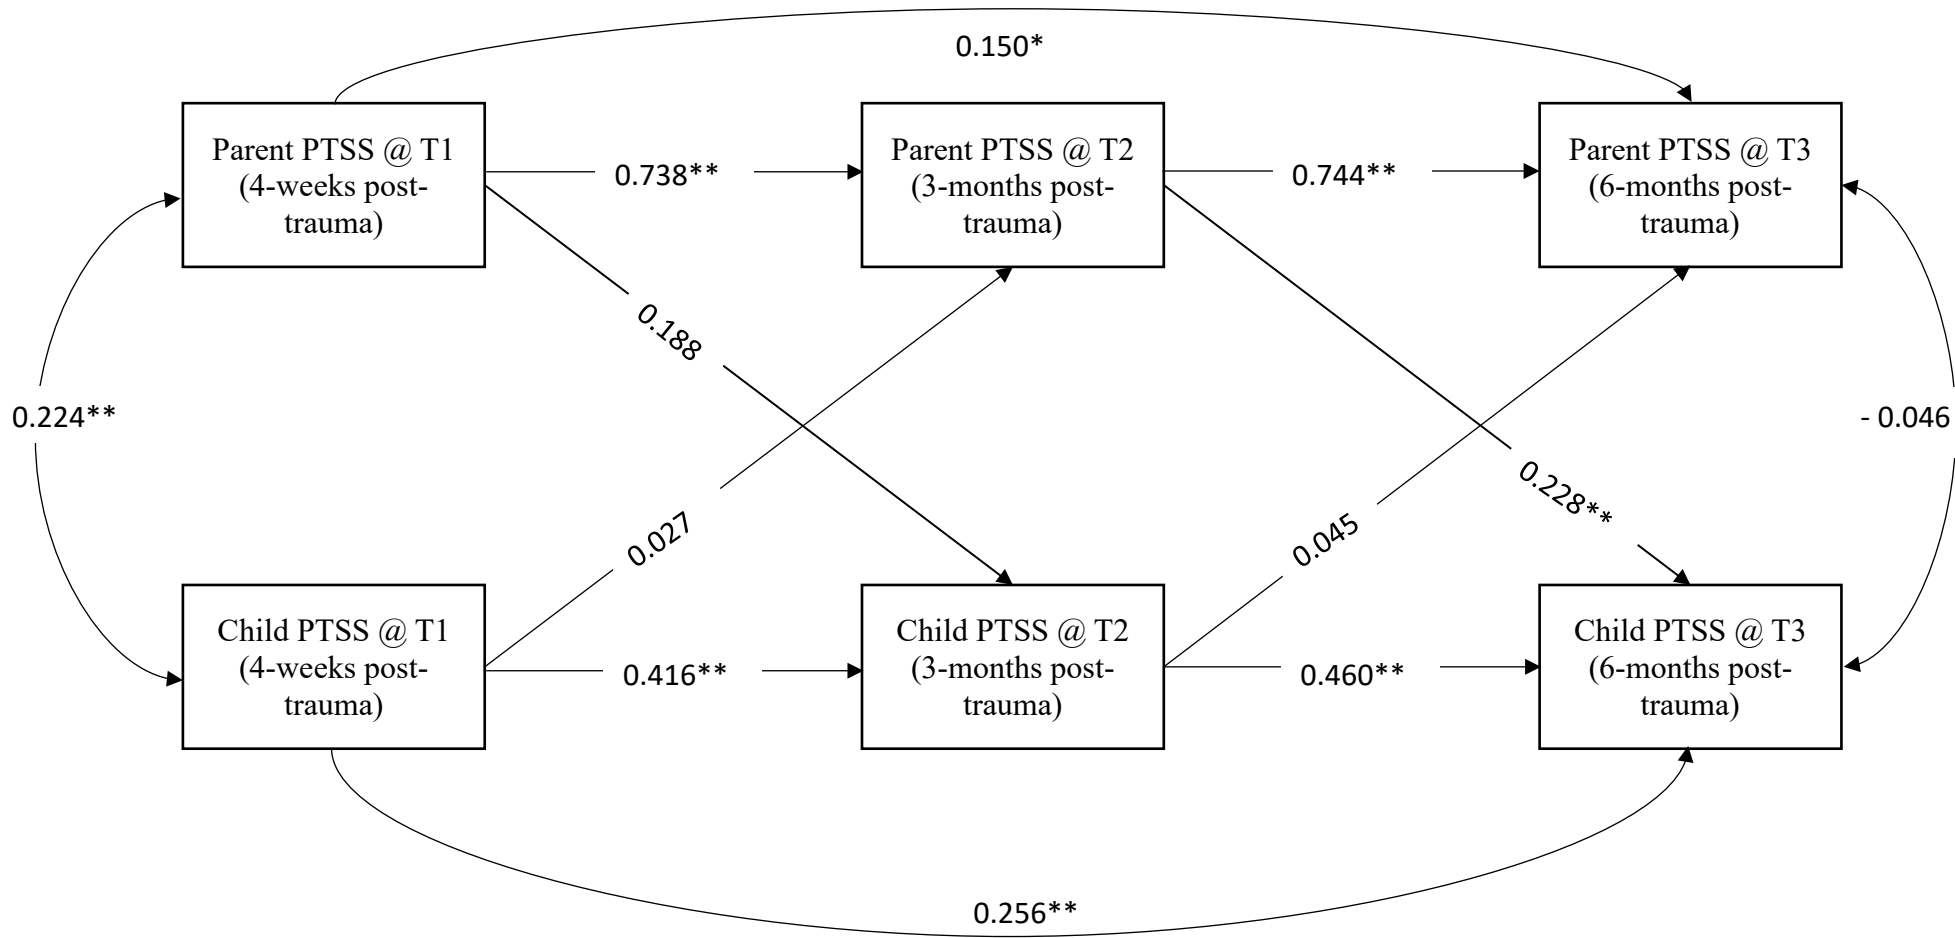 0.150*
Parent PTSS @ T1
(4-weeks post-
trauma)
0.738**
Parent PTSS @ T2
(3-months post-
trauma)
0.744**
Parent PTSS @ T3
(6-months post-
trauma)
0.188
0.224**
- 0.046
0.228**
0.027
0.045
Child PTSS @ T1
(4-weeks post-
trauma)
0.416**
Child PTSS @ T2
(3-months post-
trauma)
0.460**
Child PTSS @ T3
(6-months post-
trauma)
0.256**